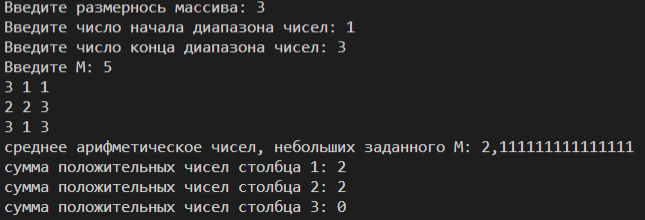 Введите размернось массива: 3
Введите число начала диапазона чисел: 1
Введите число конца диапазона чисел: 3
Введите M: 5
3 1 1
2 2 3
3 1 3
среднее арифметическое чисел, небольших заданного M: 2,111111111111111
сумма положительных чисел столбца 1: 2
сумма положительных чисел столбца 2: 2
сумма положительных чисел столбца 3: 0